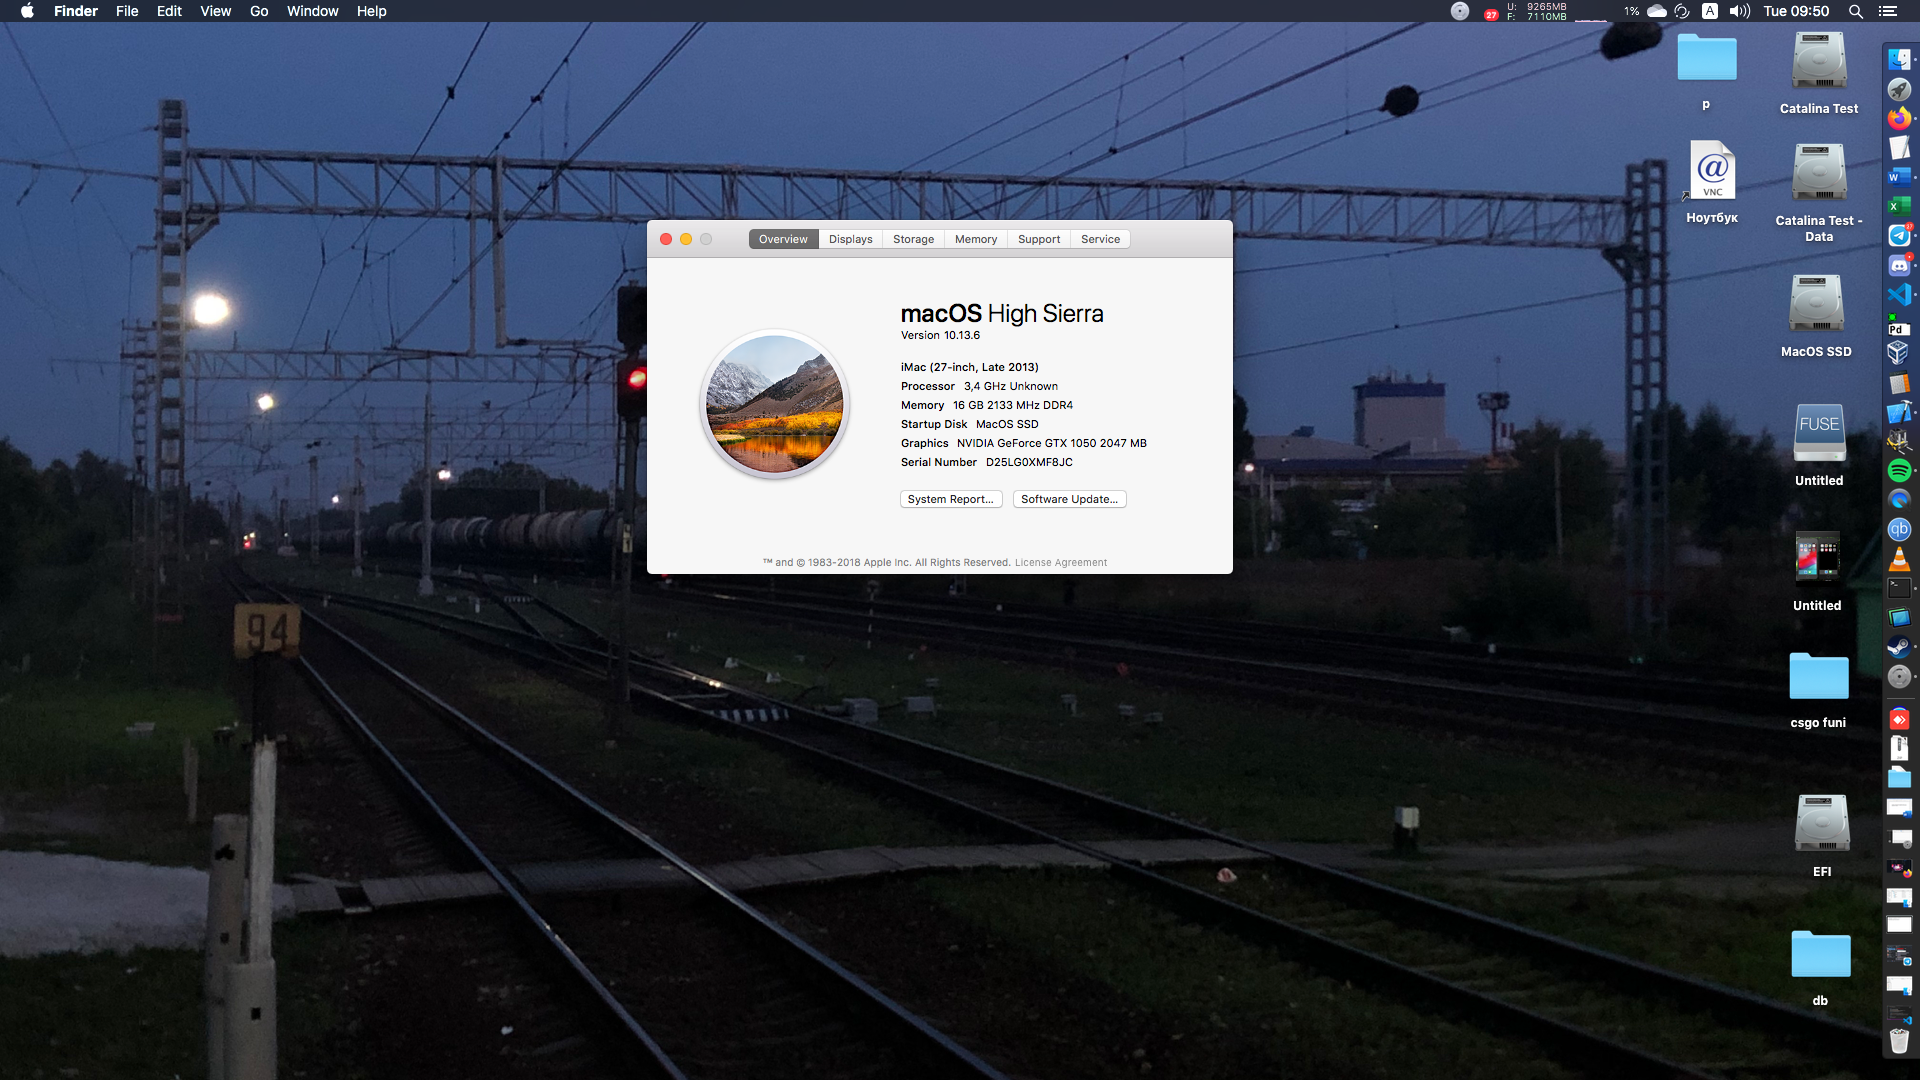 Finder File Edit View Go Window Help
27 U: 9265MB
F: 7110MB
1% A Tue 09:50
p
Catalina Test
VNC
Ноутбук
Catalina Test -
Data
MacOS SSD
FUSE
Untitled
Untitled
csgo funi
EFI
db
Overview Displays Storage Memory Support Service
macOS High Sierra
Version 10.13.6
iMac (27-inch, Late 2013)
Processor 3,4 GHz Unknown
Memory 16 GB 2133 MHz DDR4
Startup Disk MacOS SSD
Graphics NVIDIA GeForce GTX 1050 2047 MB
Serial Number D25LG0XMF8JC
System Report... Software Update...
™ and © 1983-2018 Apple Inc. All Rights Reserved. License Agreement
94
W
X
Pd
qb